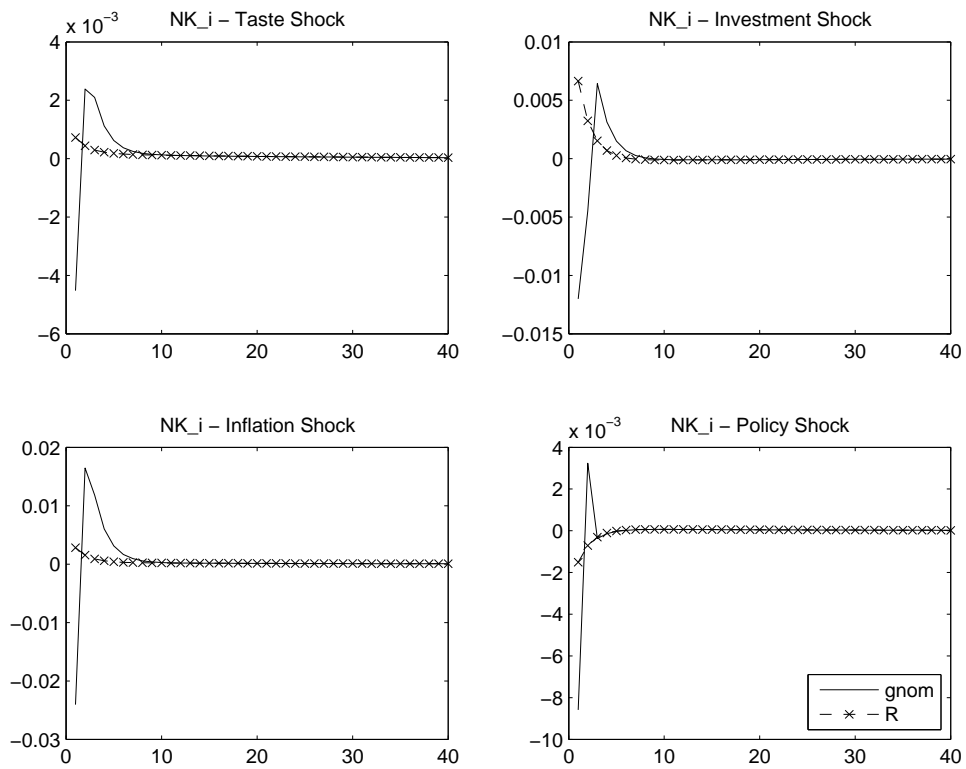 NK_i – Taste Shock
x 10−3
4
2
0
−2
−4
−6
0 10 20 30 40
NK_i – Investment Shock
0.01
0.005
0
−0.005
−0.01
−0.015
0 10 20 30 40
NK_i – Inflation Shock
0.02
0.01
0
−0.01
−0.02
−0.03
0 10 20 30 40
NK_i – Policy Shock
x 10−3
4
2
0
−2
−4
−6
−8
−10
0 10 20 30 40
gnom
R